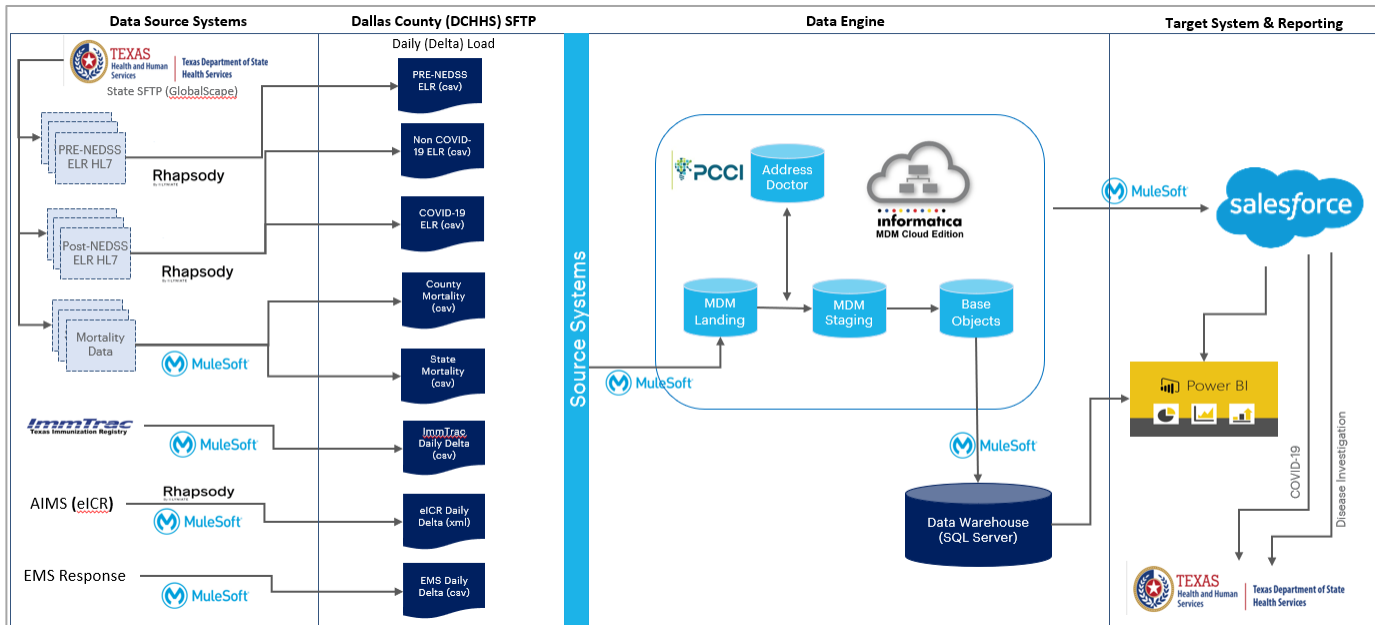 Data Source Systems
Dallas County (DCHHS) SFTP
Data Engine
Target System & Reporting
TEXAS
Health and Human
Services
Texas Department of State
Health Services
State SFTP (GlobalScape)
PRE-NEDSS
ELR HL7
Rhapsody
Post-NEDSS
ELR HL7
Rhapsody
Mortality
Data
MuleSoft
ImmTrac
Texas Immunization Registry
MuleSoft
AIMS (eICR)
Rhapsody
MuleSoft
EMS Response
MuleSoft
Daily (Delta) Load
PRE-NEDSS
ELR (csv)
Non COVID-
19 ELR (csv)
COVID-19
ELR (csv)
County
Mortality
(csv)
State
Mortality
(csv)
ImmTrac
Daily Delta
(csv)
eICR Daily
Delta (xml)
EMS Daily
Delta (csv)
Source Systems
MuleSoft
PCCI
Address
Doctor
informatica
MDM Cloud Edition
MDM
Landing
MDM
Staging
Base
Objects
MuleSoft
Data Warehouse
(SQL Server)
MuleSoft
salesforce
Power BI
COVID-19
Disease Investigation
TEXAS
Health and Human
Services
Texas Department of State
Health Services